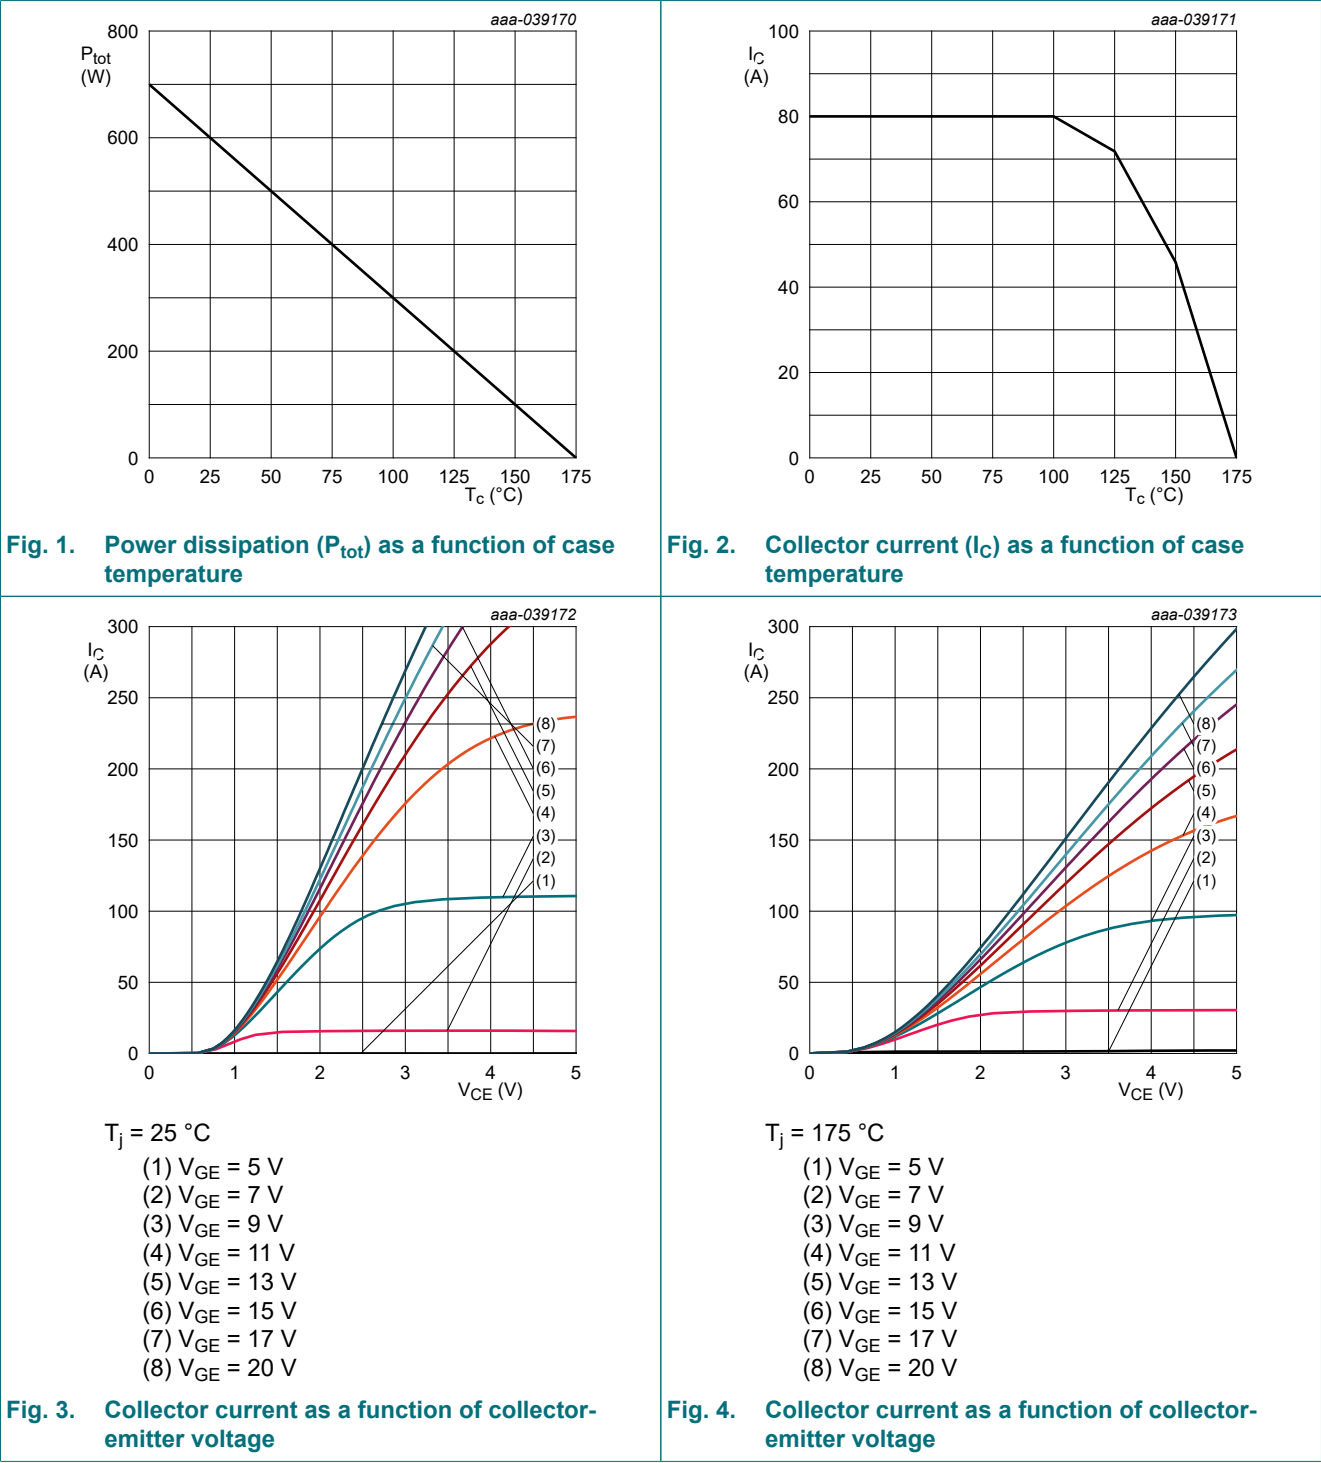 aaa-039170
800
600
400
200
0
Ptot
(W)
0 25 50 75 100 125 150 175
Tc (°C)
Fig. 1. Power dissipation (Ptot) as a function of case
temperature
aaa-039171
100
80
60
40
20
0
IC
(A)
0 25 50 75 100 125 150 175
Tc (°C)
Fig. 2. Collector current (IC) as a function of case
temperature
aaa-039172
300
250
200
150
100
50
0
IC
(A)
(8)
(7)
(6)
(5)
(4)
(3)
(2)
(1)
0 1 2 3 4 5
VCE (V)
Tj = 25 °C
(1) VGE = 5 V
(2) VGE = 7 V
(3) VGE = 9 V
(4) VGE = 11 V
(5) VGE = 13 V
(6) VGE = 15 V
(7) VGE = 17 V
(8) VGE = 20 V
Fig. 3. Collector current as a function of collector-
emitter voltage
aaa-039173
300
250
200
150
100
50
0
IC
(A)
(8)
(7)
(6)
(5)
(4)
(3)
(2)
(1)
0 1 2 3 4 5
VCE (V)
Tj = 175 °C
(1) VGE = 5 V
(2) VGE = 7 V
(3) VGE = 9 V
(4) VGE = 11 V
(5) VGE = 13 V
(6) VGE = 15 V
(7) VGE = 17 V
(8) VGE = 20 V
Fig. 4. Collector current as a function of collector-
emitter voltage